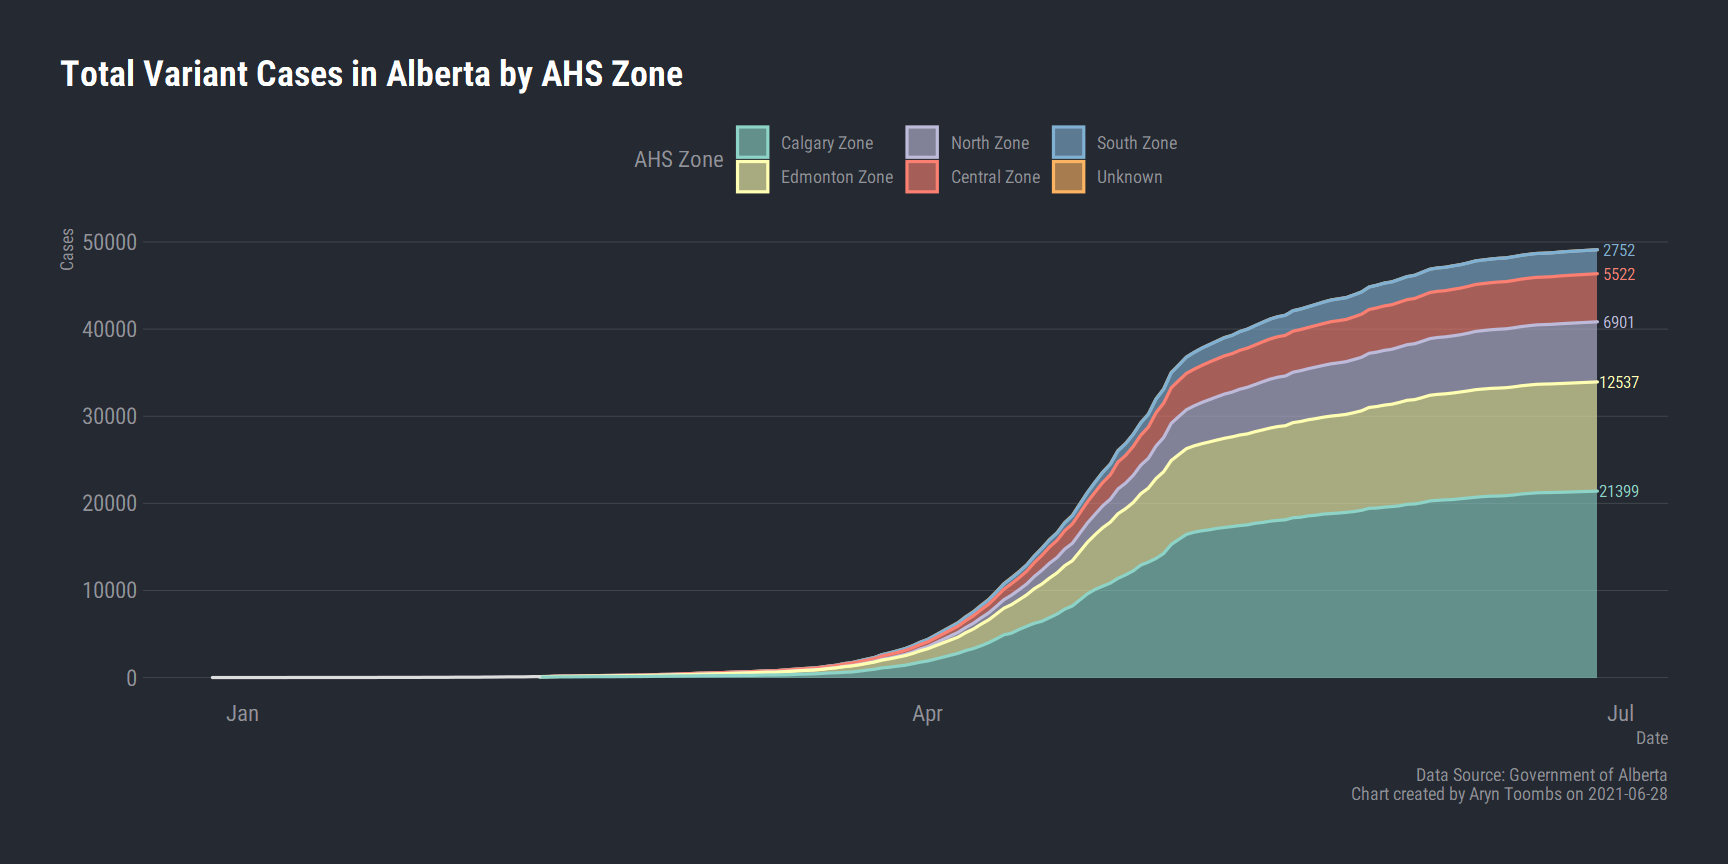 Total Variant Cases in Alberta by AHS Zone
AHS Zone
Calgary Zone
North Zone
South Zone
Edmonton Zone
Central Zone
Unknown
Cases
50000
40000
30000
20000
10000
0
2752
5522
6901
12537
21399
Jan
Apr
Jul
Date
Data Source: Government of Alberta
Chart created by Aryn Toombs on 2021-06-28